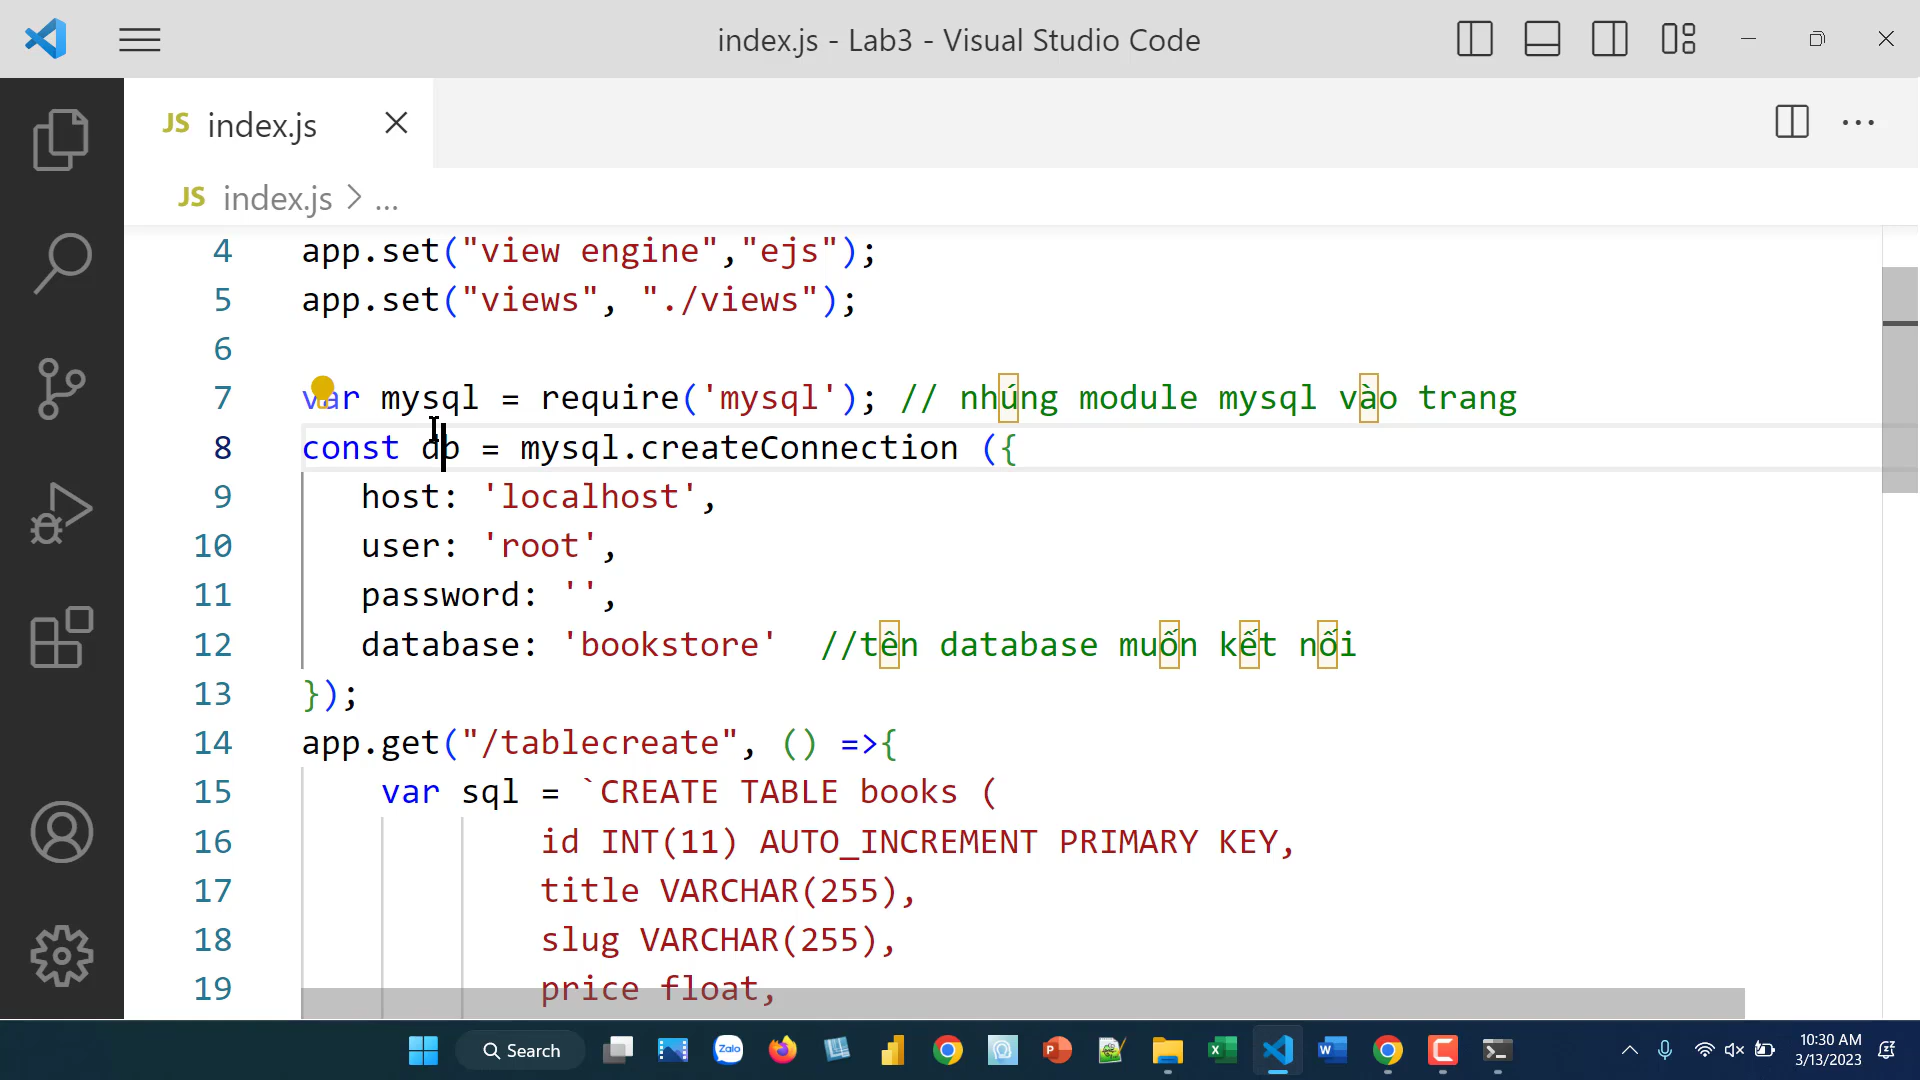 index.js - Lab3 - Visual Studio Code
JS index.js
JS index.js > ...
4 app.set("view engine","ejs");
5 app.set("views", "./views");
6
7 var mysql = require('mysql'); // nhúng module mysql vào trang
8 const db = mysql.createConnection ({
9 host: 'localhost',
10 user: 'root',
11 password: '',
12 database: 'bookstore'  //tên database muốn kết nối
13 });
14 app.get("/tablecreate", () =>{
15 var sql = `CREATE TABLE books (
16 id INT(11) AUTO_INCREMENT PRIMARY KEY,
17 title VARCHAR(255),
18 slug VARCHAR(255),
19 price float,
Search
Zalo
10:30 AM
3/13/2023